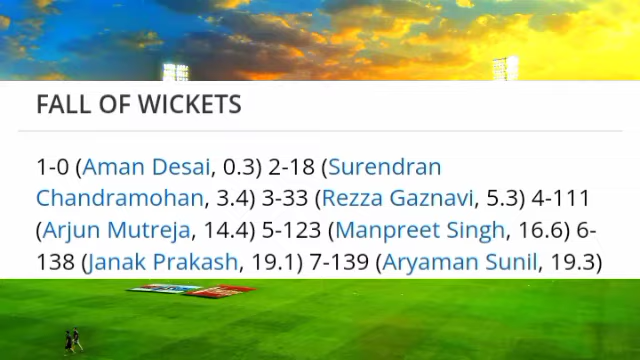 FALL OF WICKETS
1-0 (Aman Desai, 0.3) 2-18 (Surendran
Chandramohan, 3.4) 3-33 (Rezza Gaznavi, 5.3) 4-111
(Arjun Mutreja, 14.4) 5-123 (Manpreet Singh, 16.6) 6-
138 (Janak Prakash, 19.1) 7-139 (Aryaman Sunil, 19.3)